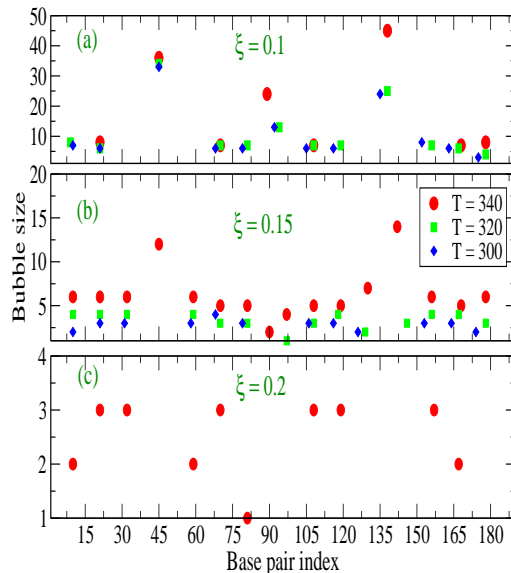 50
40
30
20
10
(a)
ξ = 0.1
20
15
10
5
(b)
ξ = 0.15
T = 340
T = 320
T = 300
Bubble size
4
3
2
1
(c)
ξ = 0.2
15 30 45 60 75 90 105 120 135 150 165 180
Base pair index